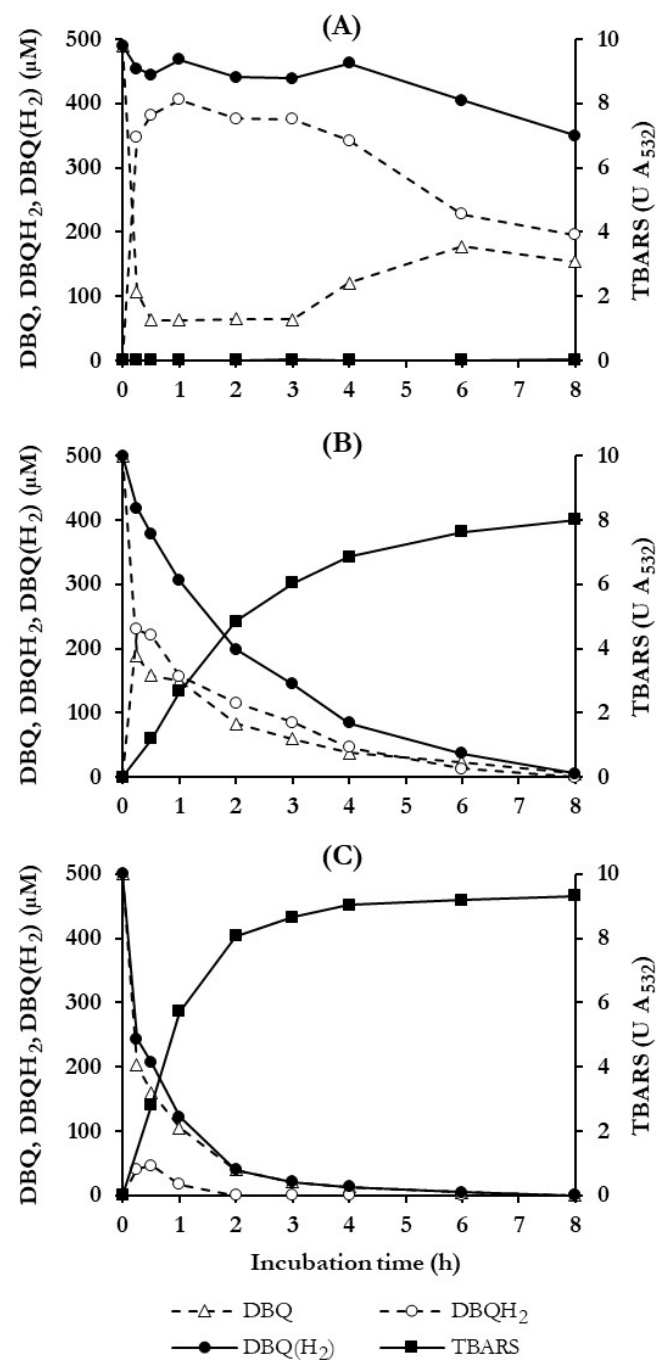 (A)
DBQ, DBQH2, DBQ(H2) (µM)
500
400
300
200
100
0
10
8
6
4
2
0
TBARS (U A532)
0 1 2 3 4 5 6 7 8
(B)
DBQ, DBQH2, DBQ(H2) (µM)
500
400
300
200
100
0
10
8
6
4
2
0
TBARS (U A532)
0 1 2 3 4 5 6 7 8
(C)
DBQ, DBQH2, DBQ(H2) (µM)
500
400
300
200
100
0
10
8
6
4
2
0
TBARS (U A532)
0 1 2 3 4 5 6 7 8
Incubation time (h)
DBQ DBQH2
DBQ(H2) TBARS